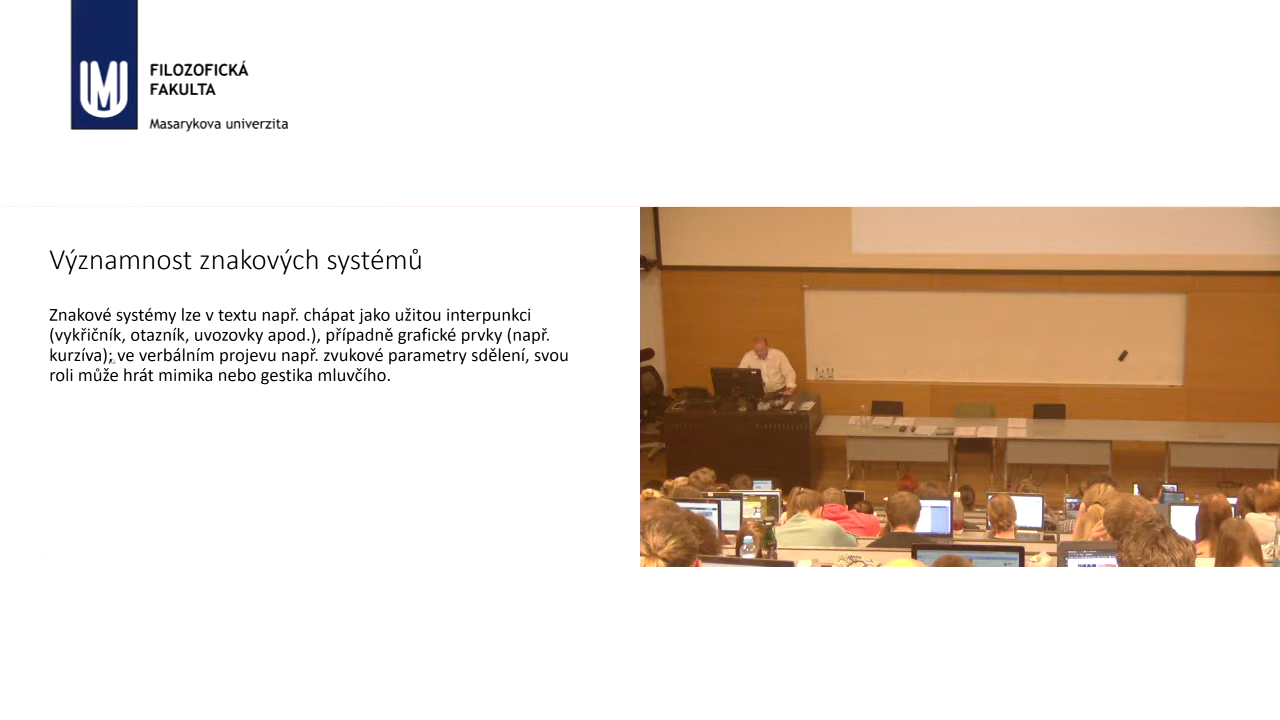 FILOZOFICKÁ
FAKULTA
Masarykova univerzita
Významnost znakových systémů
Znakové systémy lze v textu např. chápat jako užitou interpunkci
(vykřičník, otazník, uvozovky apod.), případně grafické prvky (např.
kurzíva); ve verbálním projevu např. zvukové parametry sdělení, svou
roli může hrát mimika nebo gestika mluvčího.